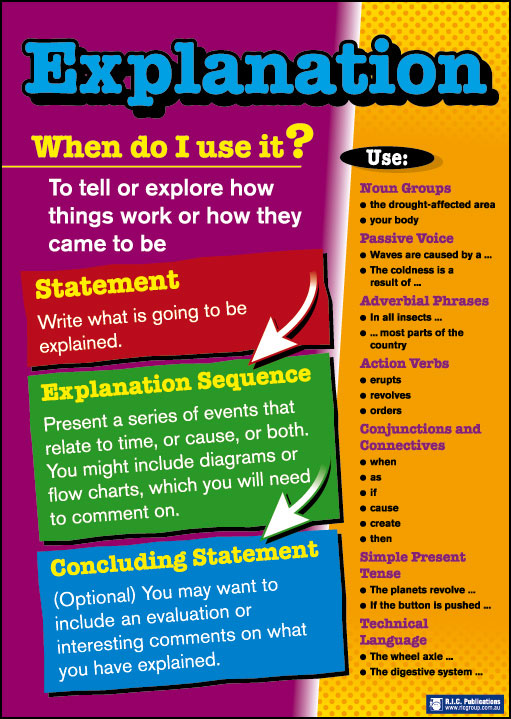 Explanation
When do I use it?
To tell or explore how
things work or how they
came to be
Statement
Write what is going to be
explained.
Explanation Sequence
Present a series of events that
relate to time, or cause, or both.
You might include diagrams or
flow charts, which you will need
to comment on.
Concluding Statement
(Optional) You may want to
include an evaluation or
interesting comments on what
you have explained.
Use:
Noun Groups
• the drought-affected area
• your body
Passive Voice
• Waves are caused by a ...
• The coldness is a
result of ...
Adverbial Phrases
• In all insects ...
• ... most parts of the
country
Action Verbs
• erupts
• revolves
• orders
Conjunctions and
Connectives
• when
• as
• if
• cause
• create
• then
Simple Present
Tense
• The planets revolve ...
• If the button is pushed ...
Technical
Language
• The wheel axle ...
• The digestive system ...
R.I.C. Publications
www.ricgroup.com.au